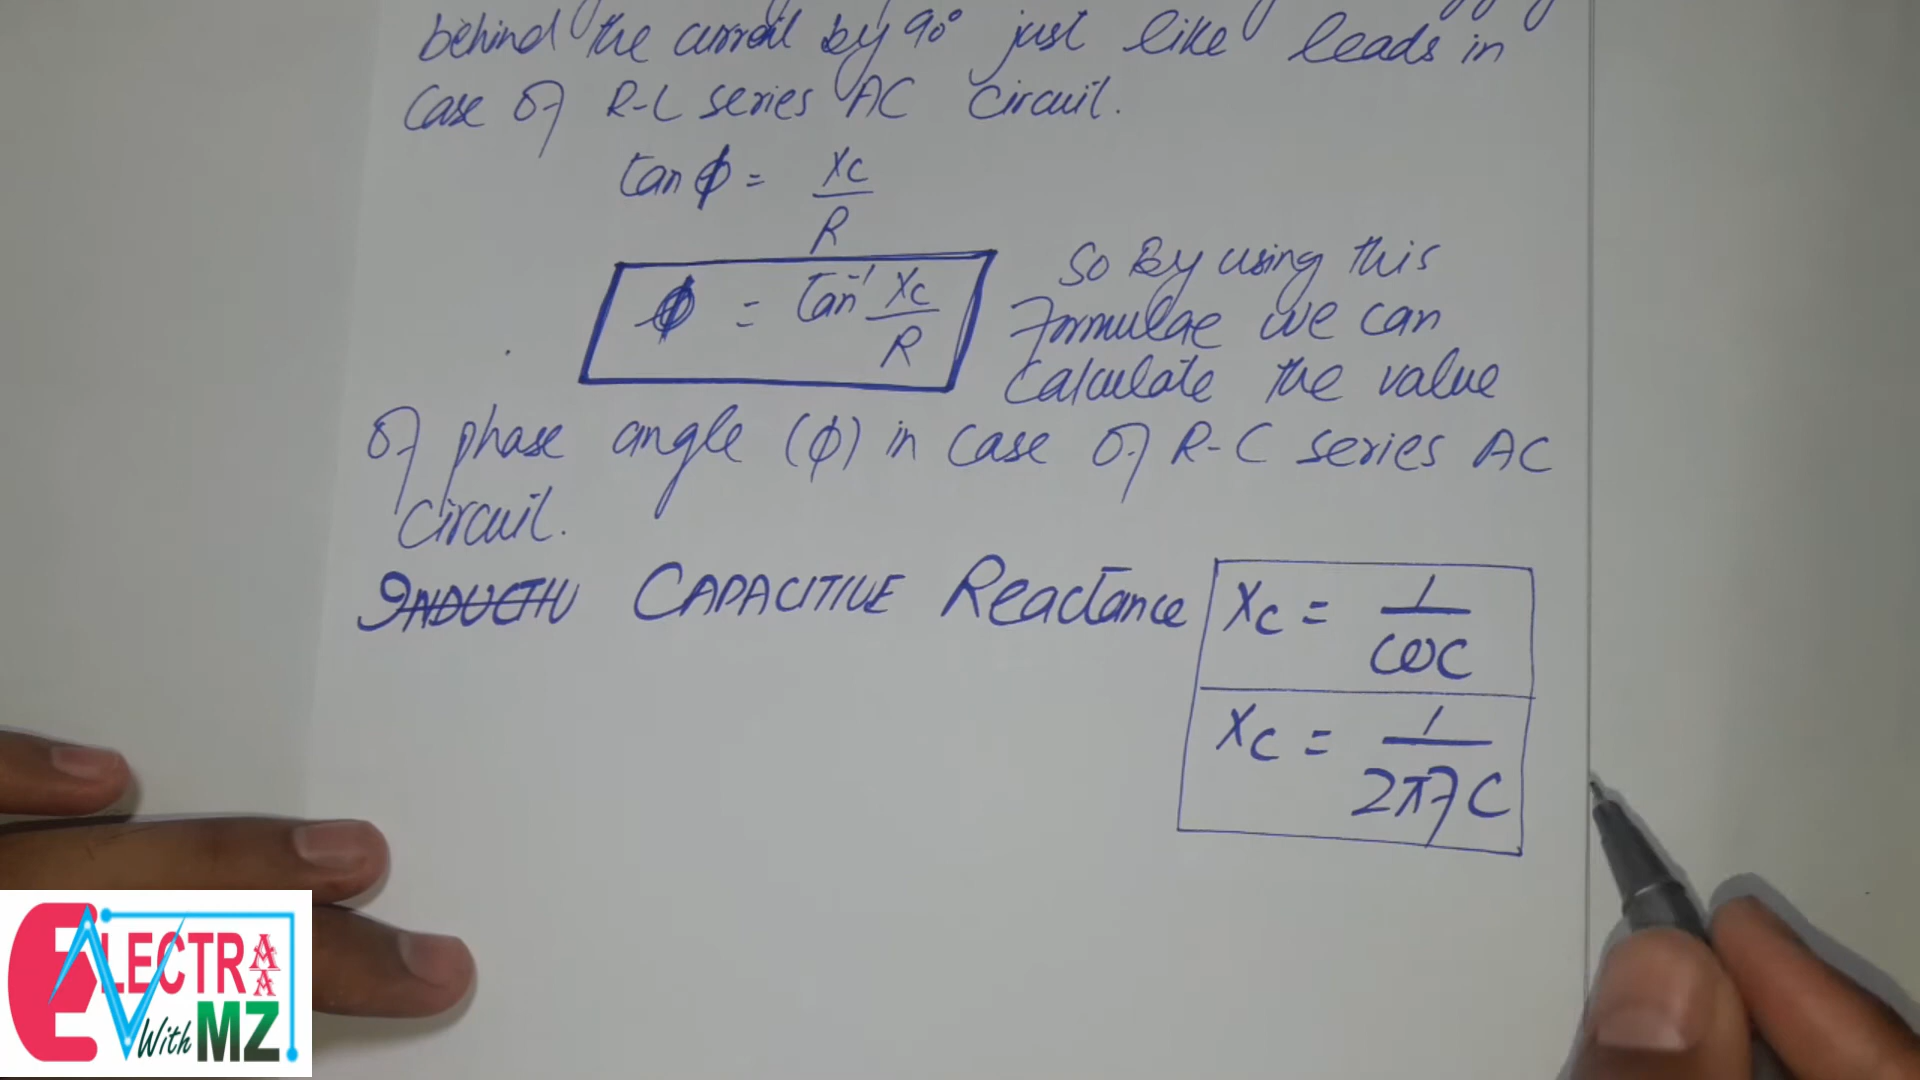 behind the current by 90° just like leads in
Case of R-L series AC Circuit.
tan φ = Xc / R
φ = tan⁻¹ Xc / R
So By using this
Formulae we can
calculate the value
of phase angle (φ) in case of R-C series AC
Circuit.
CAPACITIVE Reactance
Xc = 1 / ωC
Xc = 1 / 2πfC
ELECTRA
With MZ